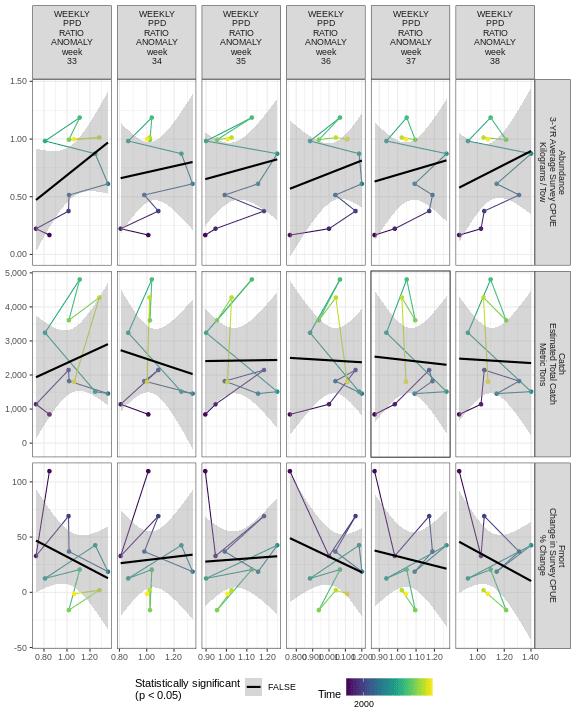 WEEKLY
PPD
RATIO
ANOMALY
week
33
WEEKLY
PPD
RATIO
ANOMALY
week
34
WEEKLY
PPD
RATIO
ANOMALY
week
35
WEEKLY
PPD
RATIO
ANOMALY
week
36
WEEKLY
PPD
RATIO
ANOMALY
week
37
WEEKLY
PPD
RATIO
ANOMALY
week
38
1.50
1.00
0.50
0.00
Abundance
3-YR Average Survey CPUE
Kilograms / Tow
5,000
4,000
3,000
2,000
1,000
0
Catch
Estimated Total Catch
Metric Tons
100
50
0
-50
Fmort
Change in Survey CPUE
% Change
0.80 1.00 1.20
0.80 1.00 1.20
0.90 1.00 1.10 1.20
0.800 0.900 1.000 1.100 1.200
0.90 1.00 1.10 1.20
1.00 1.20 1.40
Statistically significant
(p < 0.05)
FALSE
Time
2000